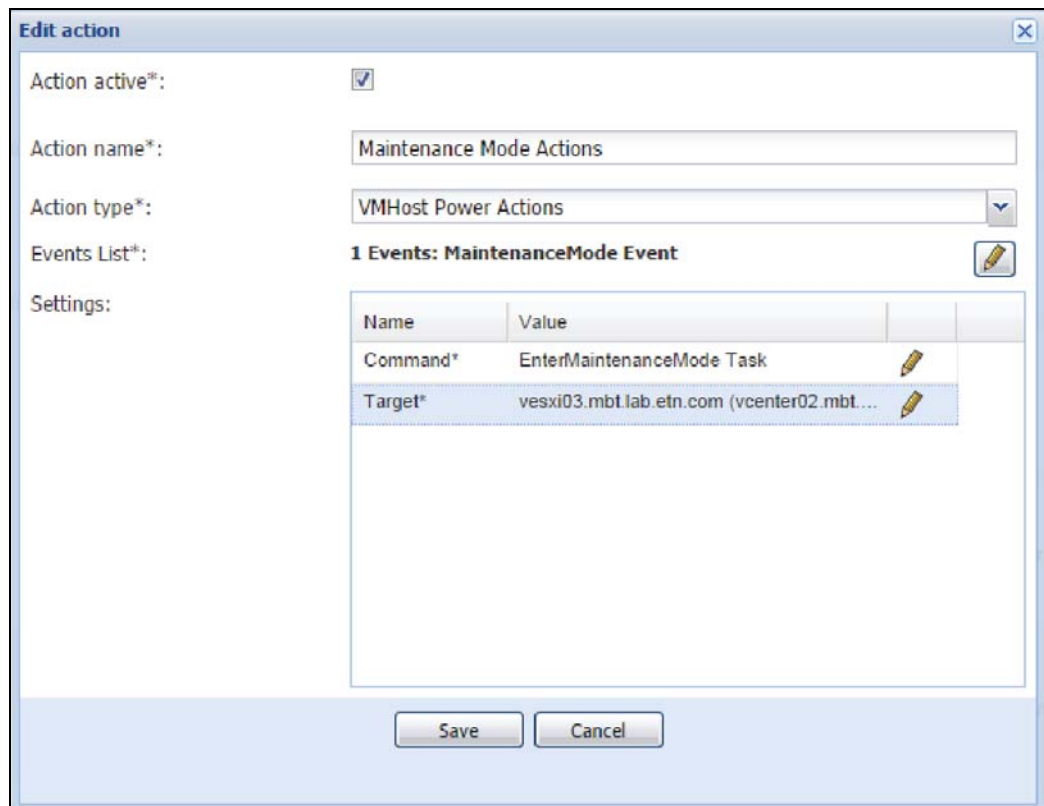 Edit action
Action active*:
Action name*: Maintenance Mode Actions
Action type*: VMHost Power Actions
Events List*: 1 Events: MaintenanceMode Event
Settings:
Name Value
Command* EnterMaintenanceMode Task
Target* vesxi03.mbt.lab.etn.com (vcenter02.mbt....
Save Cancel